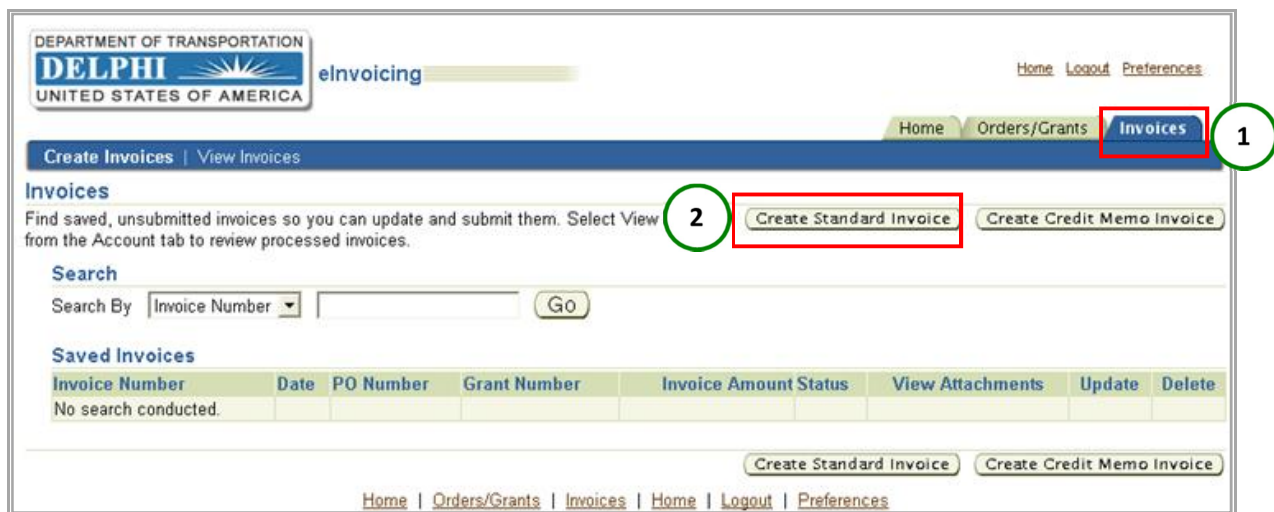 DEPARTMENT OF TRANSPORTATION
DELPHI
UNITED STATES OF AMERICA
eInvoicing
Home Logout Preferences
Home Orders/Grants Invoices
1
Create Invoices | View Invoices
Invoices
Find saved, unsubmitted invoices so you can update and submit them. Select View
from the Account tab to review processed invoices.
2
Create Standard Invoice Create Credit Memo Invoice
Search
Search By Invoice Number Go
Saved Invoices
Invoice Number Date PO Number Grant Number Invoice Amount Status View Attachments Update Delete
No search conducted.
Create Standard Invoice Create Credit Memo Invoice
Home | Orders/Grants | Invoices | Home | Logout | Preferences